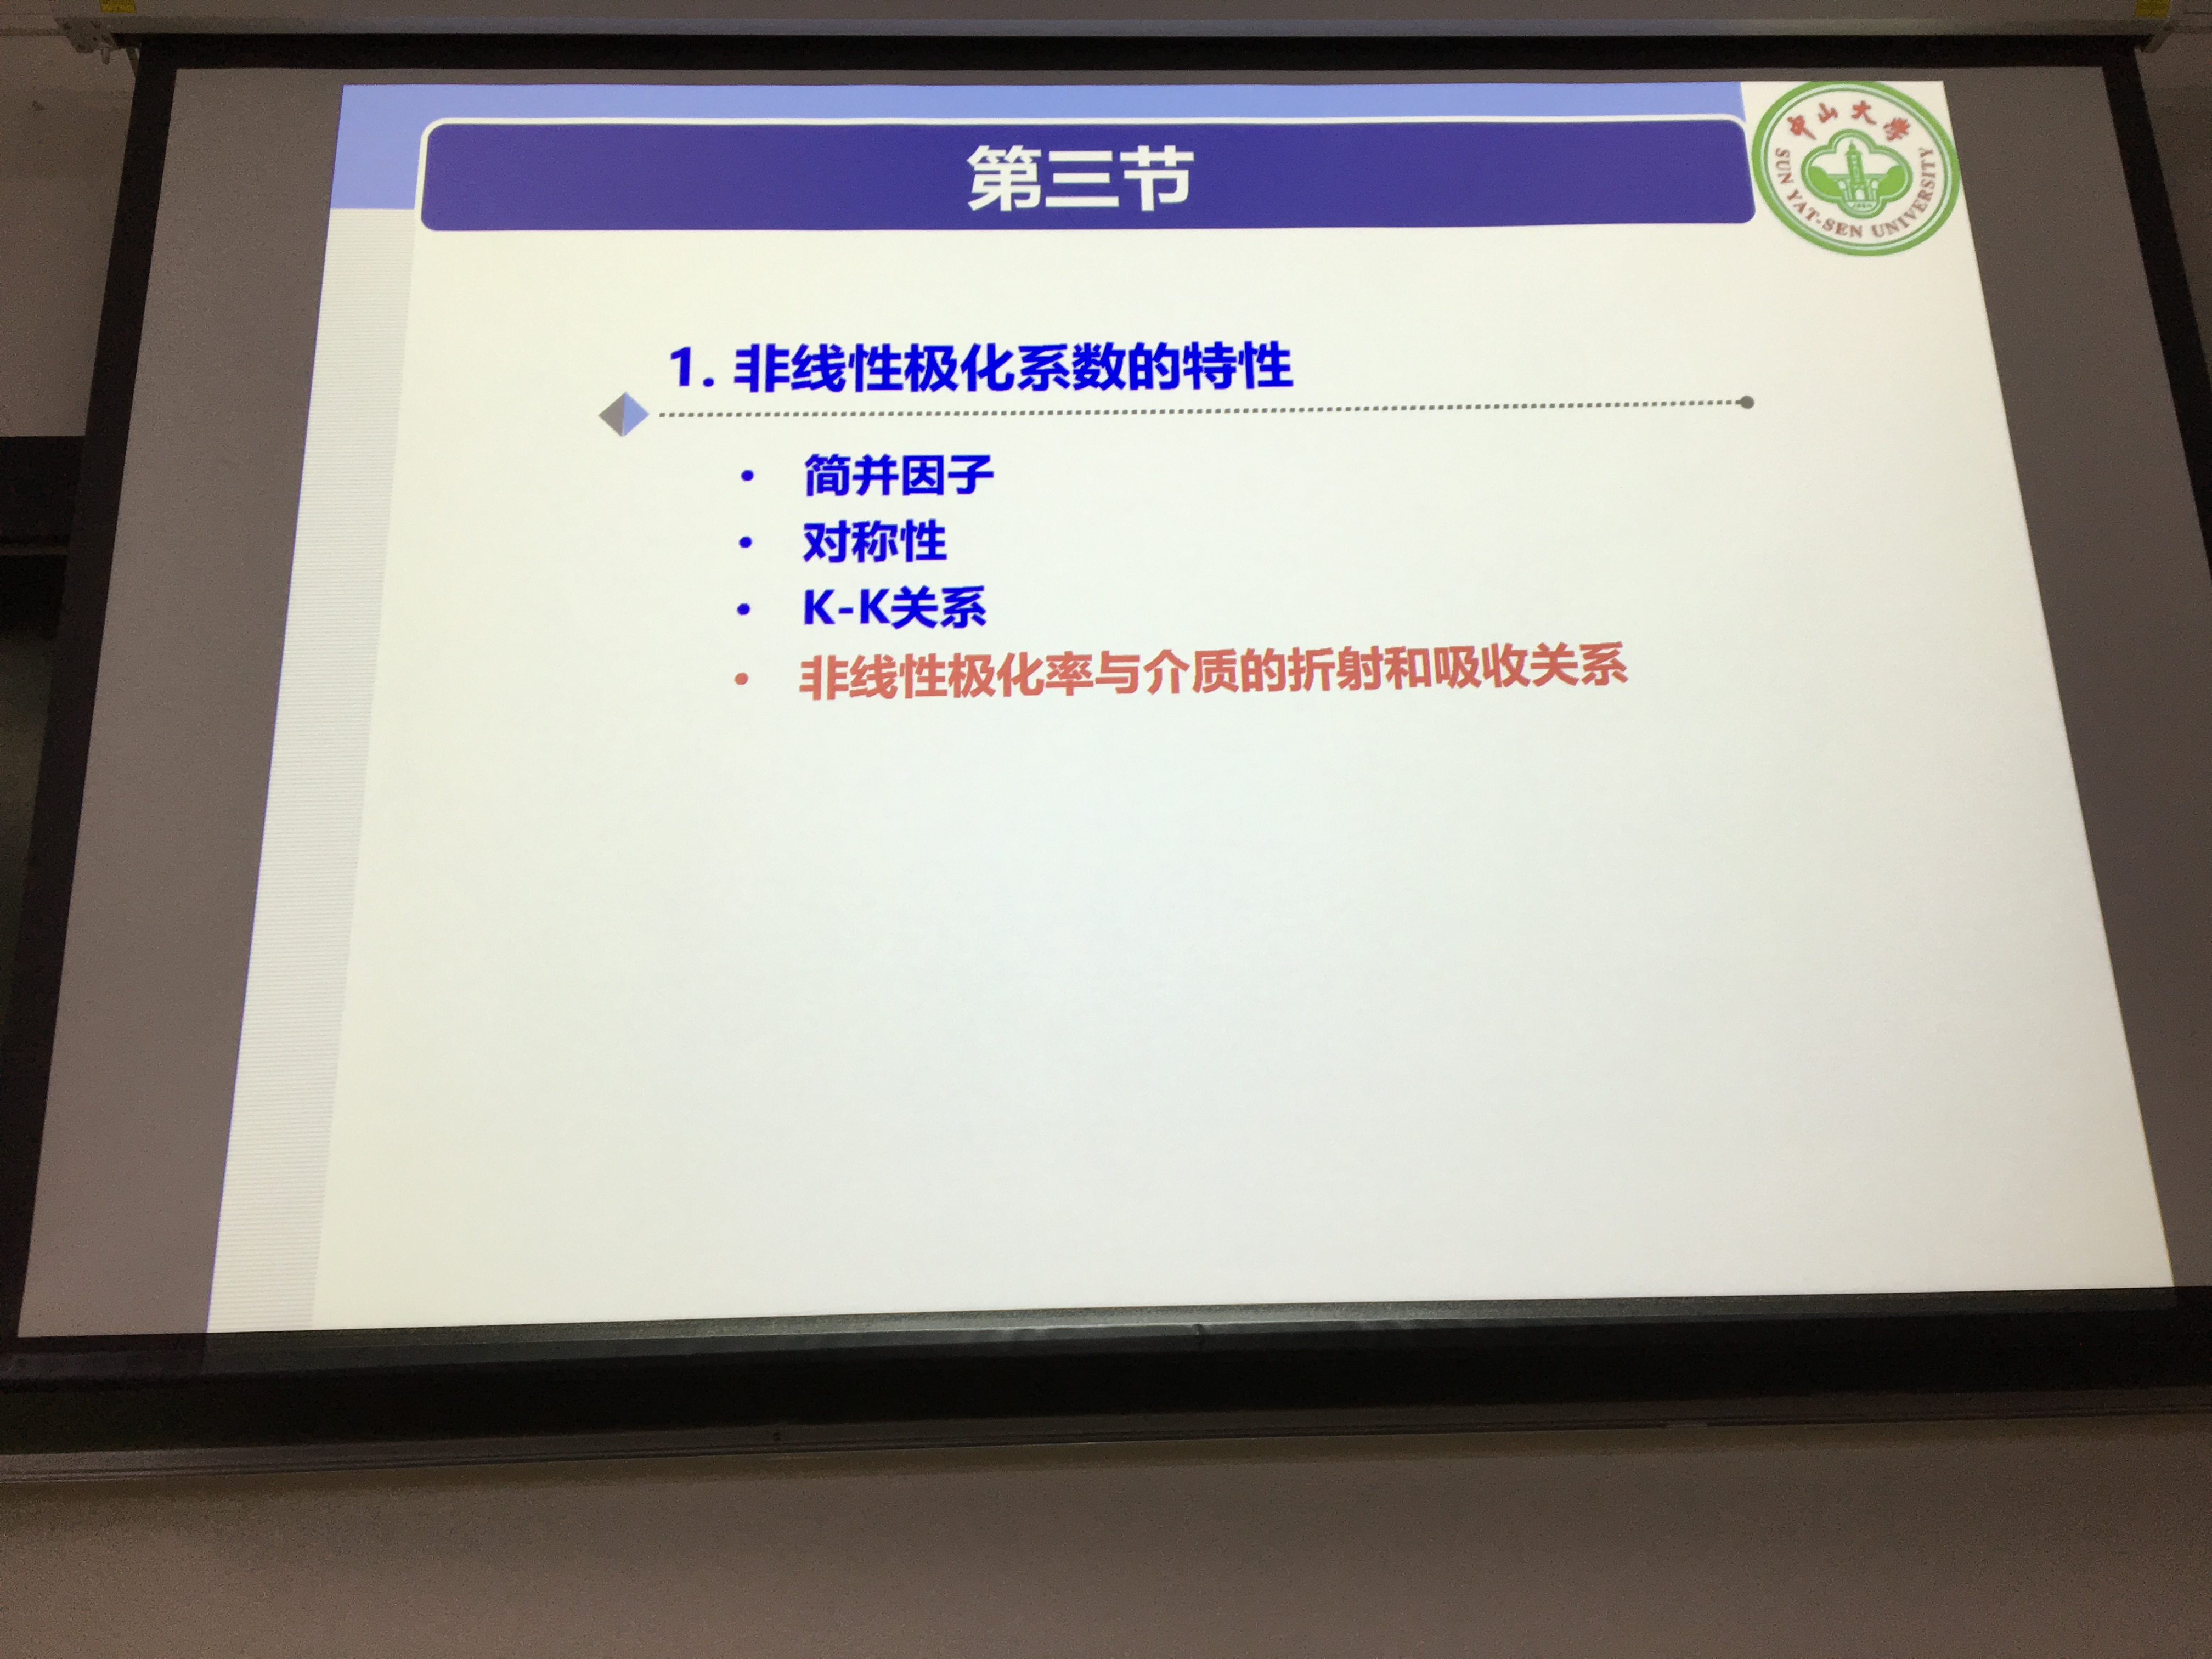 第三节
中山大学
SUN YAT-SEN UNIVERSITY
1. 非线性极化系数的特性
• 简并因子
• 对称性
• K-K关系
• 非线性极化率与介质的折射和吸收关系